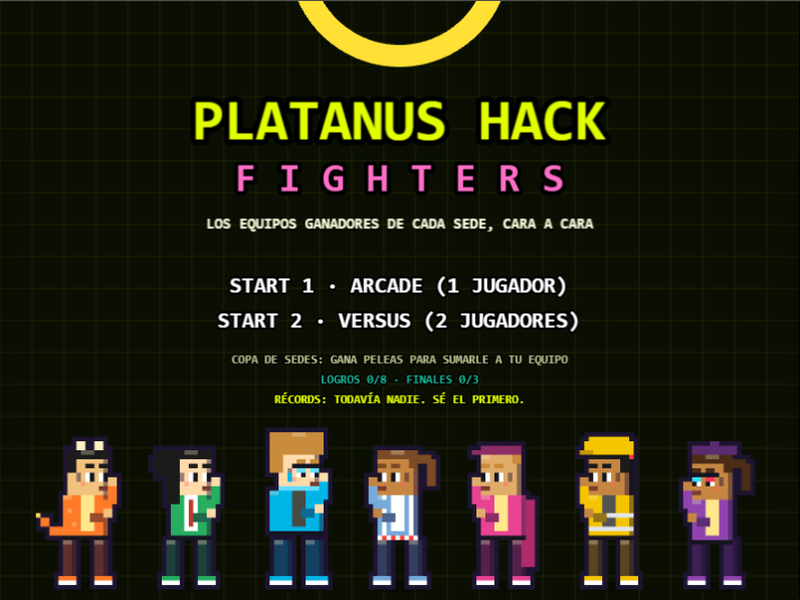 PLATANUS HACK
FIGHTERS
LOS EQUIPOS GANADORES DE CADA SEDE, CARA A CARA
START 1 · ARCADE (1 JUGADOR)
START 2 · VERSUS (2 JUGADORES)
COPA DE SEDES: GANA PELEAS PARA SUMARLE A TU EQUIPO
LOGROS 0/8 · FINALES 0/3
RÉCORDS: TODAVÍA NADIE. SÉ EL PRIMERO.